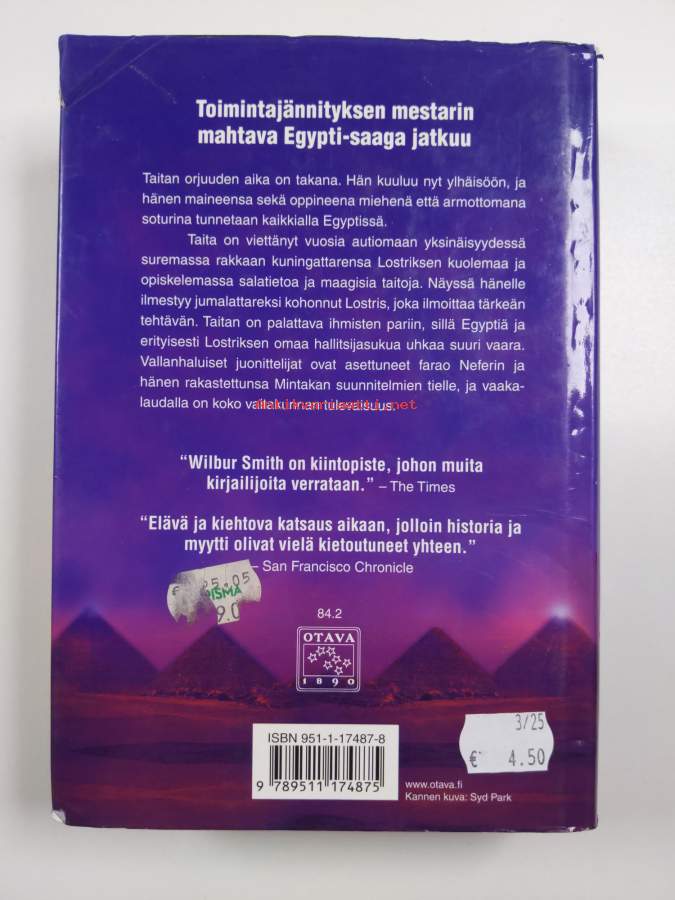 Toimintajännityksen mestarin
mahtava Egypti-saaga jatkuu
Taitan orjuuden aika on takana. Hän kuuluu nyt ylhäisöön, ja
hänen maineensa sekä oppineena miehenä että armottomana
soturina tunnetaan kaikkialla Egyptissä.
Taita on viettänyt vuosia autiomaan yksinäisyydessä
suremassa rakkaan kuningattarensa Lostriksen kuolemaa ja
opiskelemassa salatietoa ja maagisia taitoja. Näyssä hänelle
ilmestyy jumalattareksi kohonnut Lostris, joka ilmoittaa tärkeän
tehtävän. Taitan on palattava ihmisten pariin, sillä Egyptiä ja
erityisesti Lostriksen omaa hallitsijasukua uhkaa suuri vaara.
Vallanhaluiset juonittelijat ovat asettuneet farao Neferin ja
hänen rakastettunsa Mintakan suunnitelmien tielle, ja vaaka-
laudalla on koko valtakunnan tulevaisuus.
“Wilbur Smith on kiintopiste, johon muita
kirjailijoita verrataan.” – The Times
“Elävä ja kiehtova katsaus aikaan, jolloin historia ja
myytti olivat vielä kietoutuneet yhteen.”
– San Francisco Chronicle
84.2
OTAVA
1890
ISBN 951-1-17487-8
9 789511 174875
3/25
€ 4.50
www.otava.fi
Kannen kuva: Syd Park